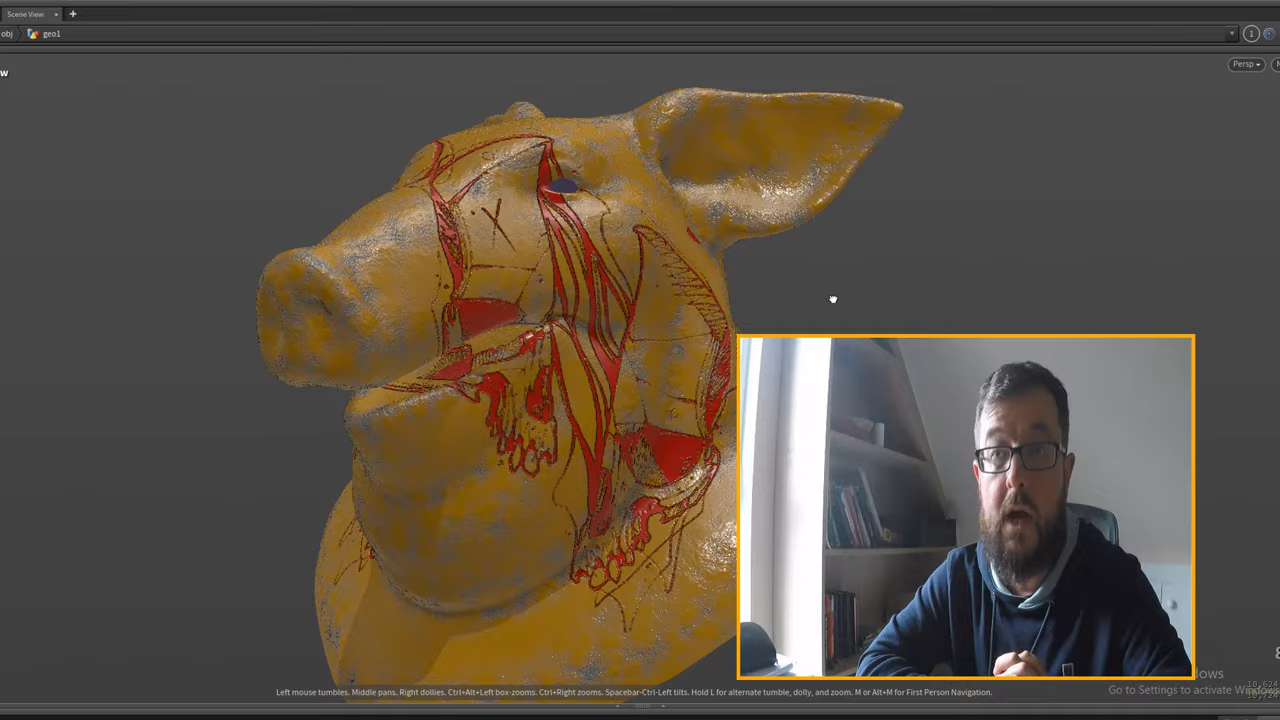 Scene View × +
obj geo1 1
w
Persp
Left mouse tumbles. Middle pans. Right dollies. Ctrl+Alt+Left box-zooms. Ctrl+Right zooms. Spacebar-Ctrl-Left tilts. Hold L for alternate tumble, dolly, and zoom. M or Alt+M for First Person Navigation.
dows
Go to Settings to activate Windows